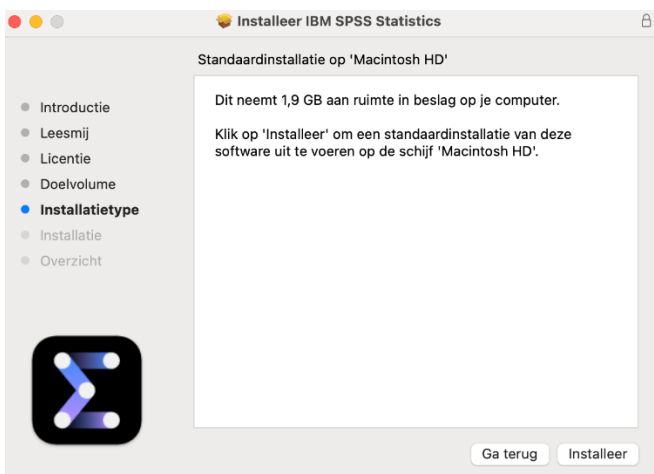 Installeer IBM SPSS Statistics
Standaardinstallatie op 'Macintosh HD'
Introductie
Leesmij
Licentie
Doelvolume
Installatietype
Installatie
Overzicht
Dit neemt 1,9 GB aan ruimte in beslag op je computer.
Klik op 'Installeer' om een standaardinstallatie van deze
software uit te voeren op de schijf 'Macintosh HD'.
Ga terug
Installeer